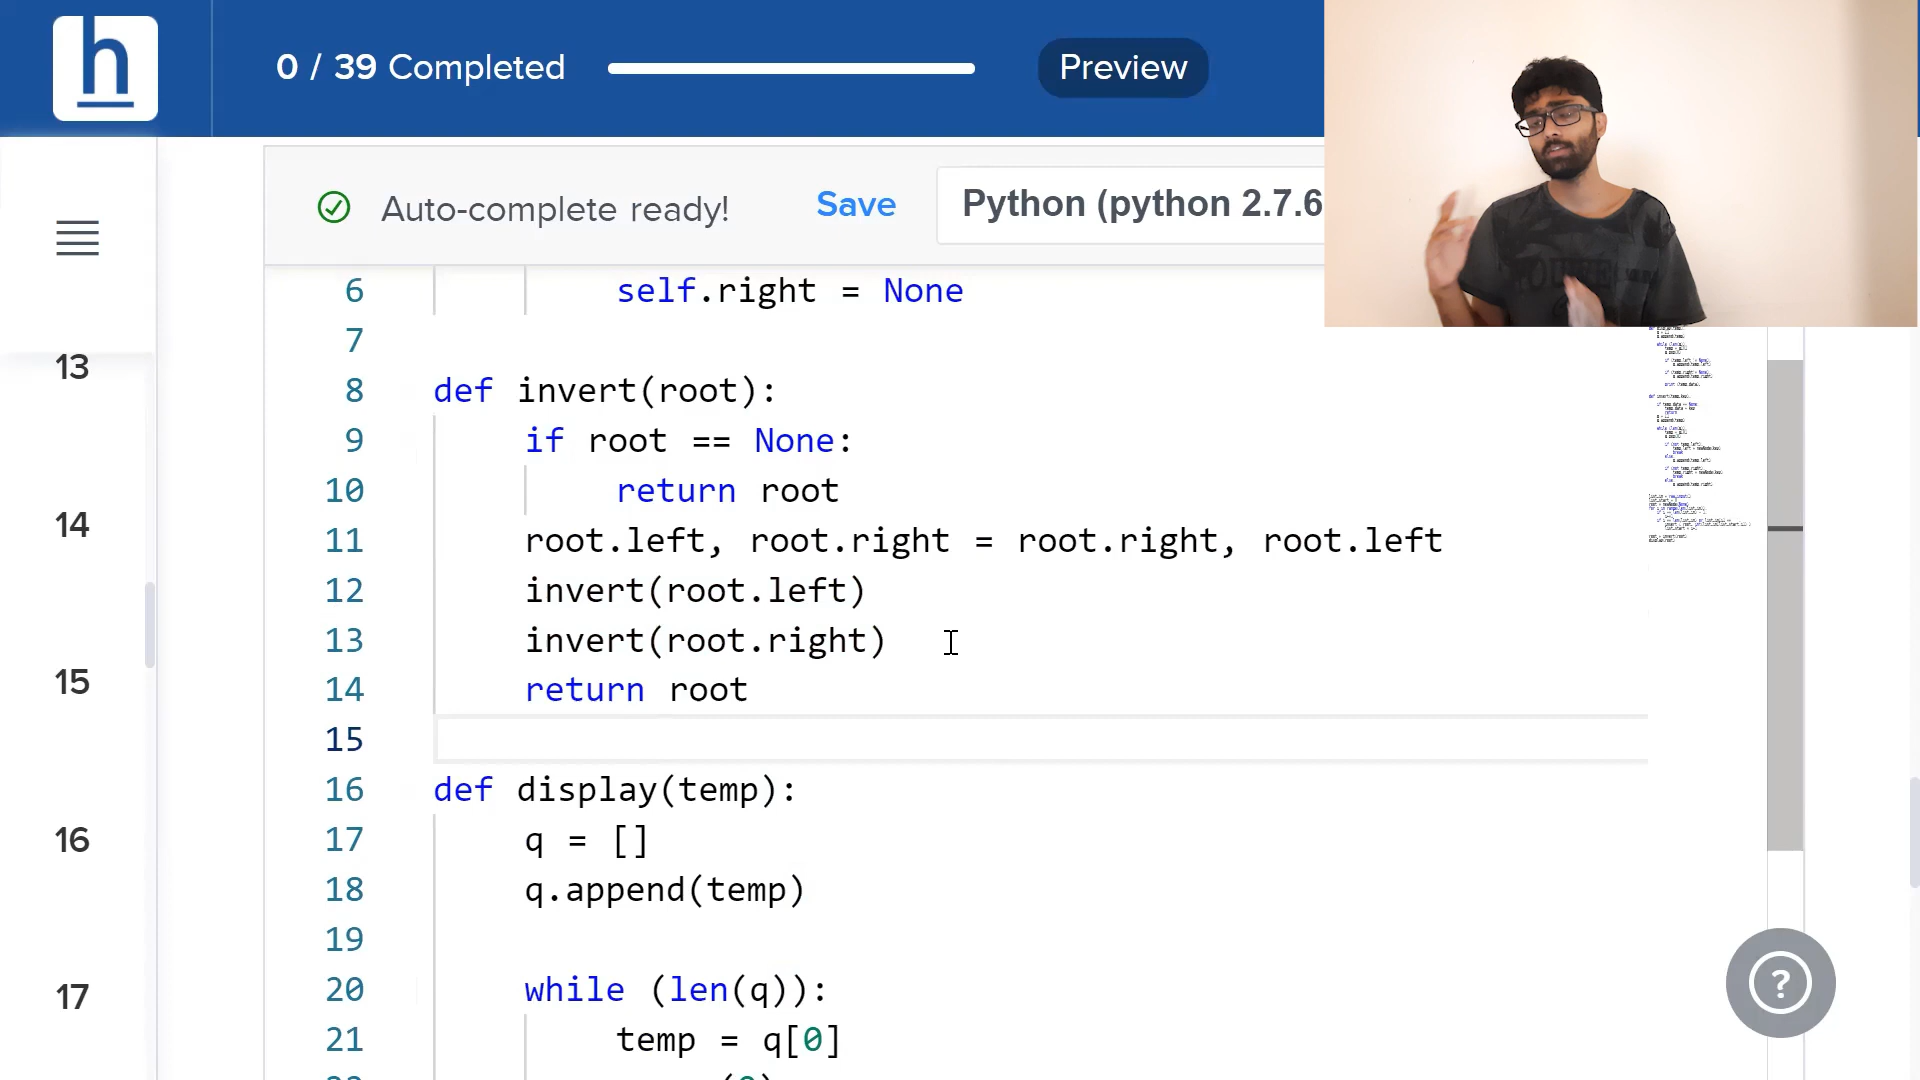 h
0 / 39 Completed
Preview
Auto-complete ready!
Save
Python (python 2.7.6
13
14
15
16
17
6 self.right = None
7
8 def invert(root):
9 if root == None:
10 return root
11 root.left, root.right = root.right, root.left
12 invert(root.left)
13 invert(root.right)
14 return root
15
16 def display(temp):
17 q = []
18 q.append(temp)
19
20 while (len(q)):
21 temp = q[0]
?